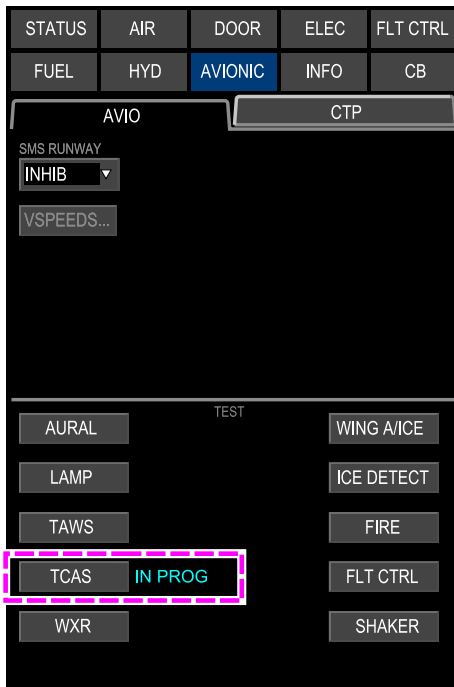 STATUS AIR DOOR ELEC FLT CTRL
FUEL HYD AVIONIC INFO CB
AVIO CTP
SMS RUNWAY
INHIB
VSPEEDS...
TEST
AURAL WING A/ICE
LAMP ICE DETECT
TAWS FIRE
TCAS IN PROG FLT CTRL
WXR SHAKER